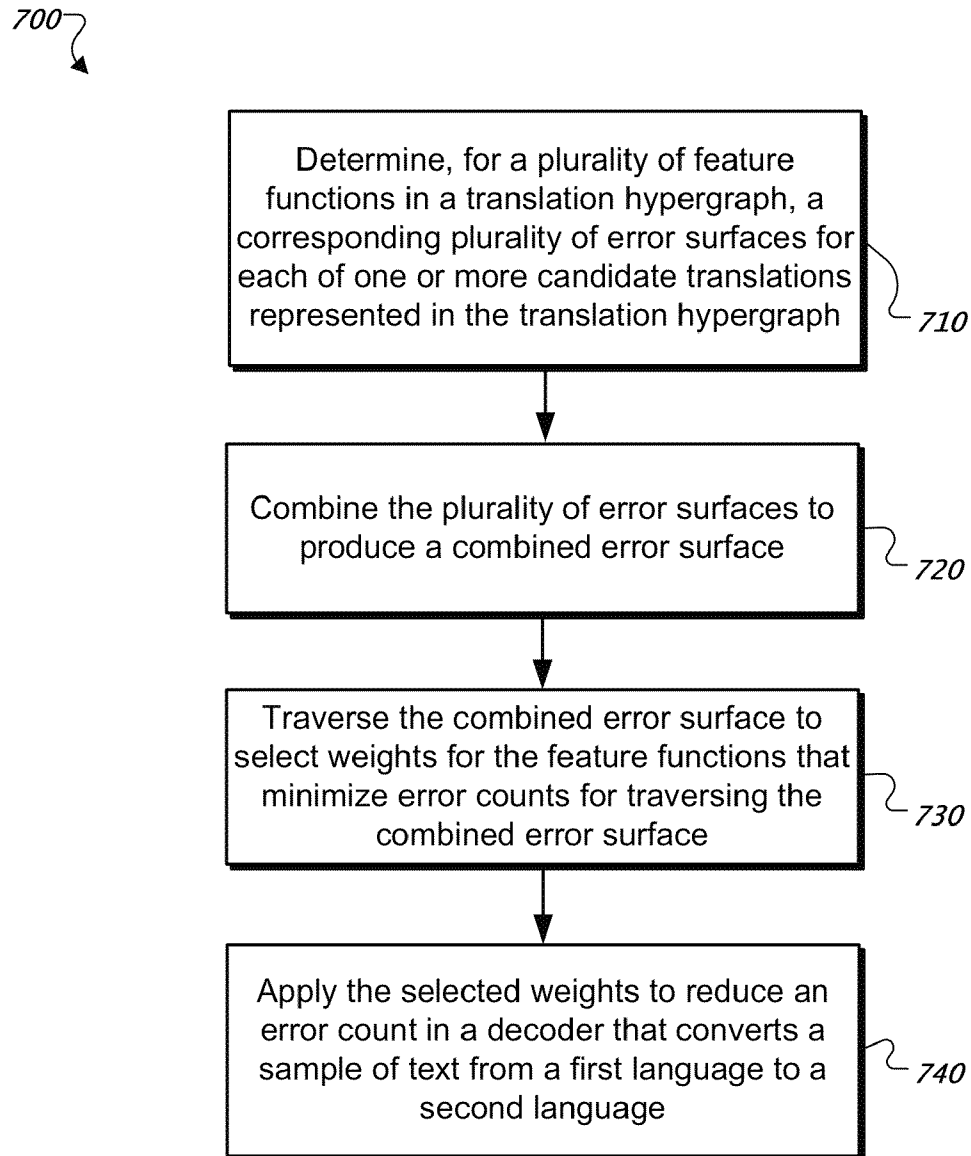 700
Determine, for a plurality of feature
functions in a translation hypergraph, a
corresponding plurality of error surfaces for
each of one or more candidate translations
represented in the translation hypergraph
710
Combine the plurality of error surfaces to
produce a combined error surface
720
Traverse the combined error surface to
select weights for the feature functions that
minimize error counts for traversing the
combined error surface
730
Apply the selected weights to reduce an
error count in a decoder that converts a
sample of text from a first language to a
second language
740